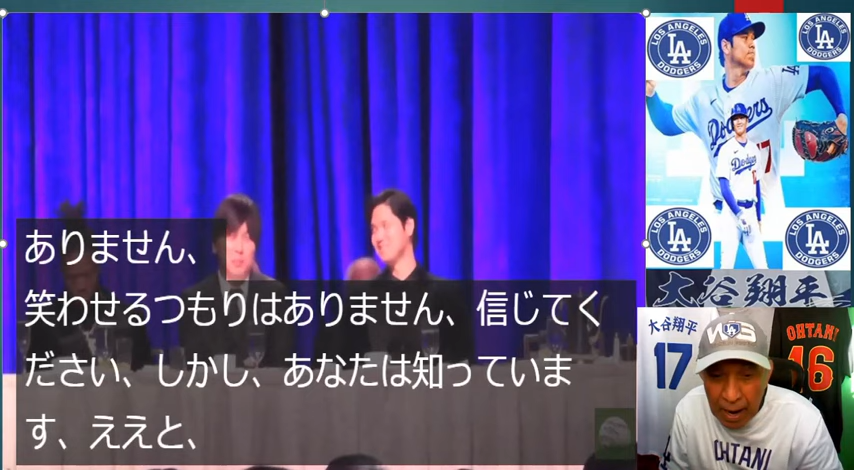 ありません、
笑わせるつもりはありません、信じてく
ださい、しかし、あなたは知っていま
す、ええと、
LOS ANGELES
LA
DODGERS
LOS ANGELES
LA
DODGERS
Dodgers
17
LOS ANGELES
LA
DODGERS
LOS ANGELES
LA
DODGERS
大谷翔平
大谷翔平
17
OHTANI
16
LA
OHTANI